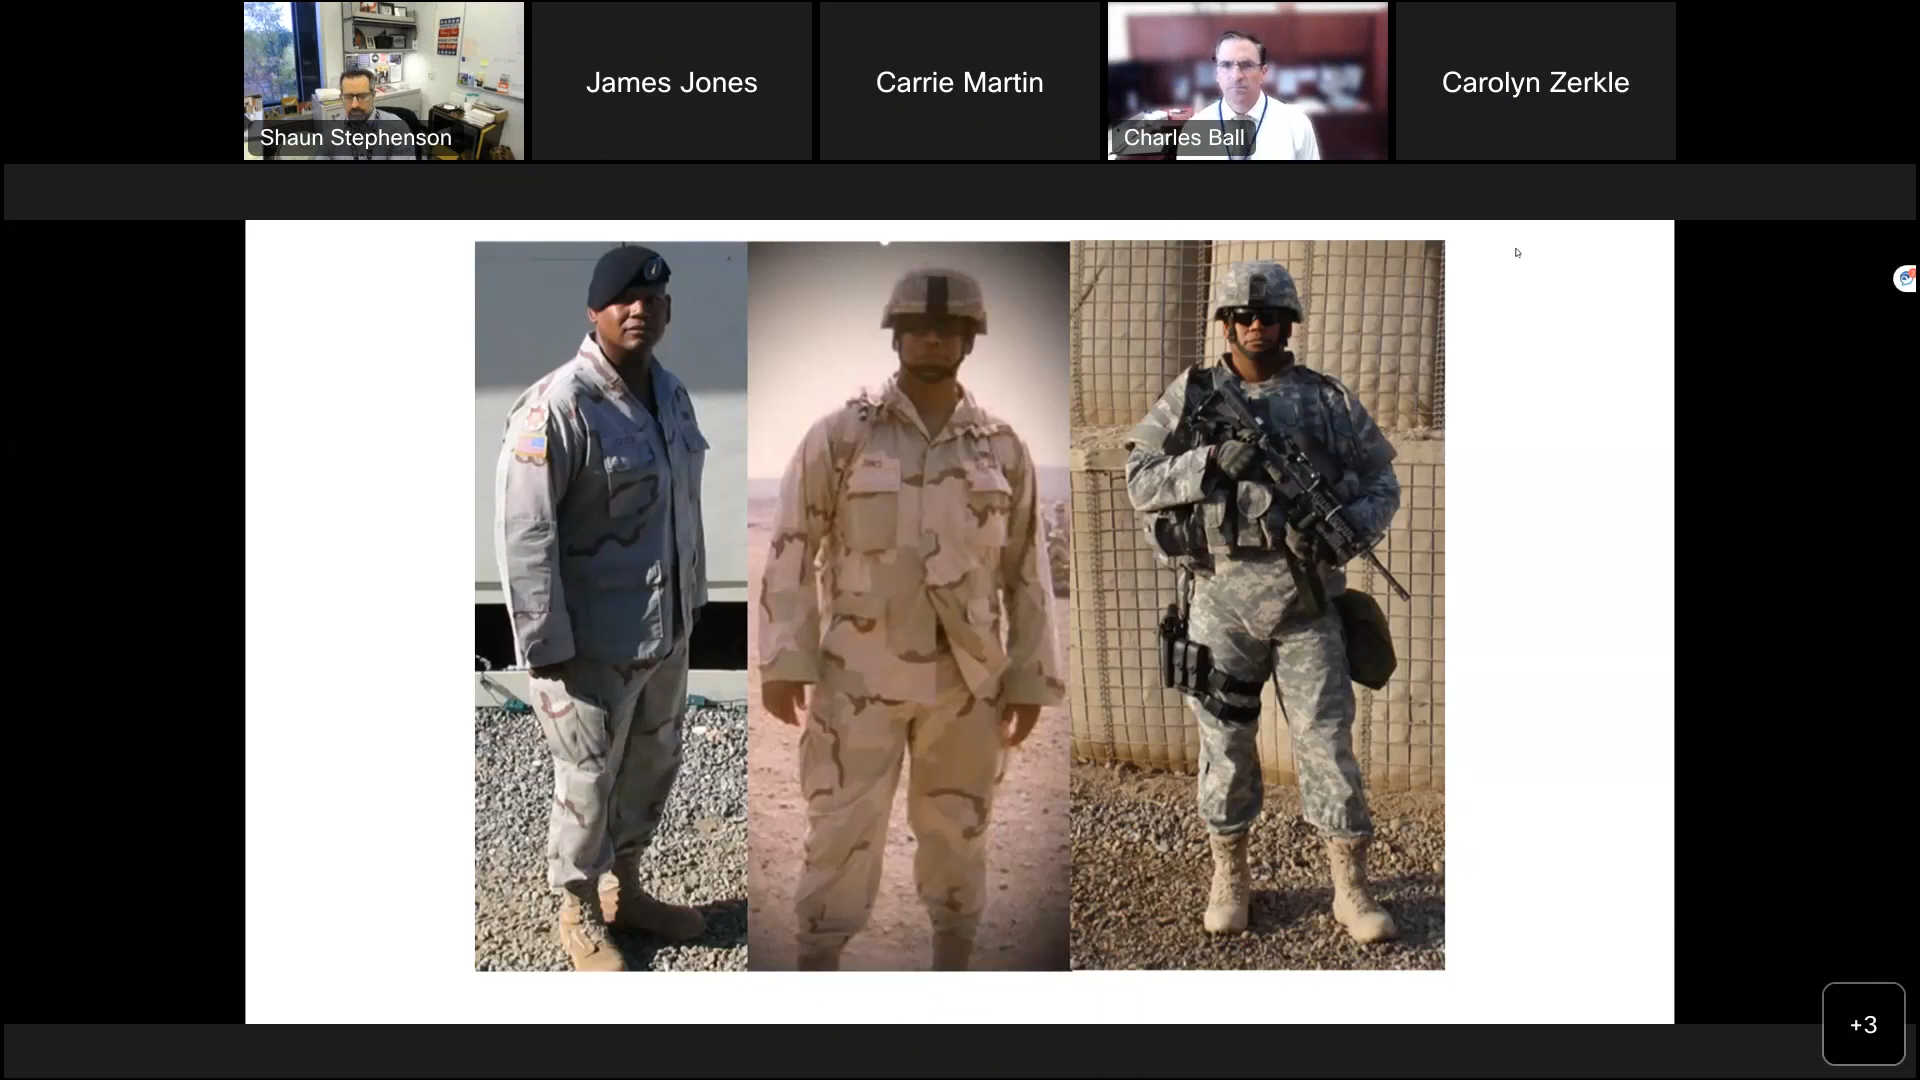 Shaun Stephenson
James Jones
Carrie Martin
Charles Ball
Carolyn Zerkle
+3